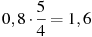 0,8 · 5/4 = 1,6